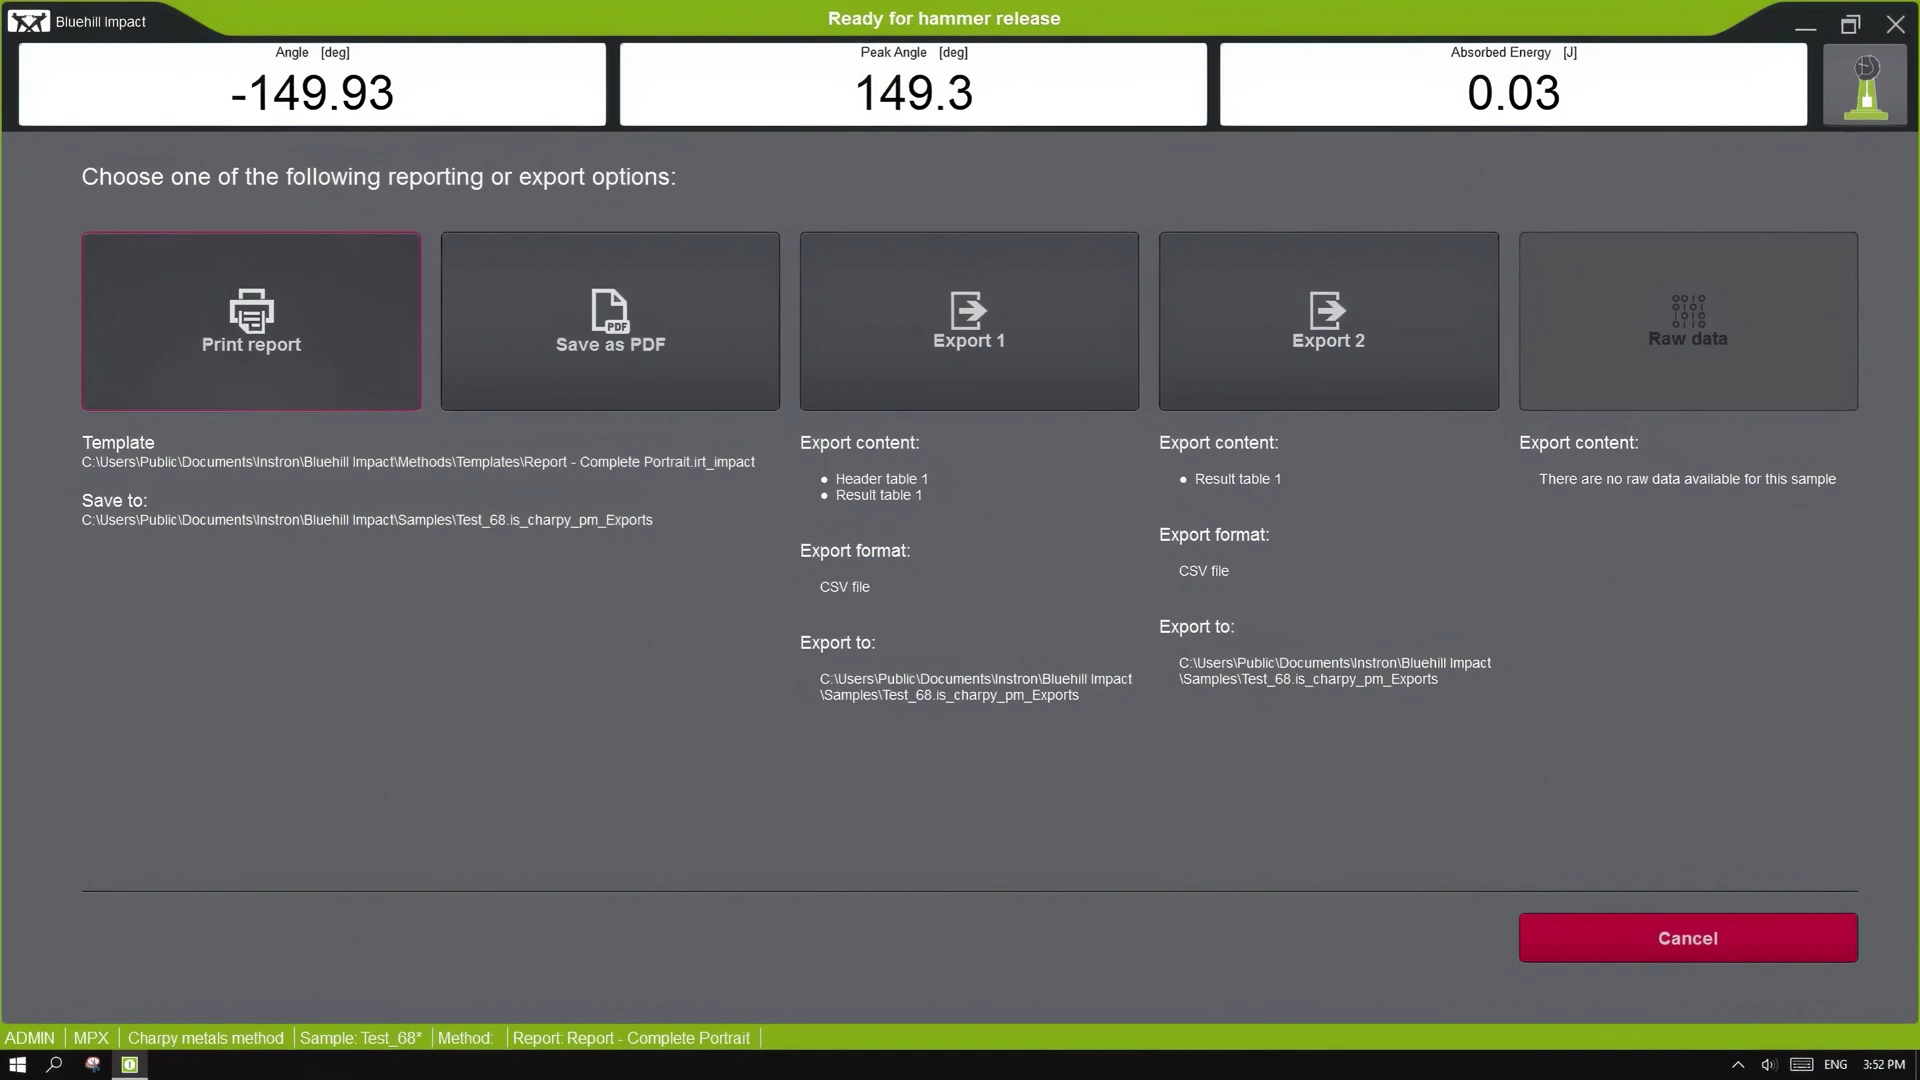 Bluehill Impact
Ready for hammer release
Angle [deg]
-149.93
Peak Angle [deg]
149.3
Absorbed Energy [J]
0.03
Choose one of the following reporting or export options:
Print report
PDF
Save as PDF
Export 1
Export 2
Raw data
Template
C:\Users\Public\Documents\Instron\Bluehill Impact\Methods\Templates\Report - Complete Portrait.irt_impact
Save to:
C:\Users\Public\Documents\Instron\Bluehill Impact\Samples\Test_68.is_charpy_pm_Exports
Export content:
● Header table 1
● Result table 1
Export format:
CSV file
Export to:
C:\Users\Public\Documents\Instron\Bluehill Impact
\Samples\Test_68.is_charpy_pm_Exports
Export content:
● Result table 1
Export format:
CSV file
Export to:
C:\Users\Public\Documents\Instron\Bluehill Impact
\Samples\Test_68.is_charpy_pm_Exports
Export content:
There are no raw data available for this sample
Cancel
ADMIN | MPX | Charpy metals method | Sample: Test_68* | Method: | Report: Report - Complete Portrait |
ENG 3:52 PM